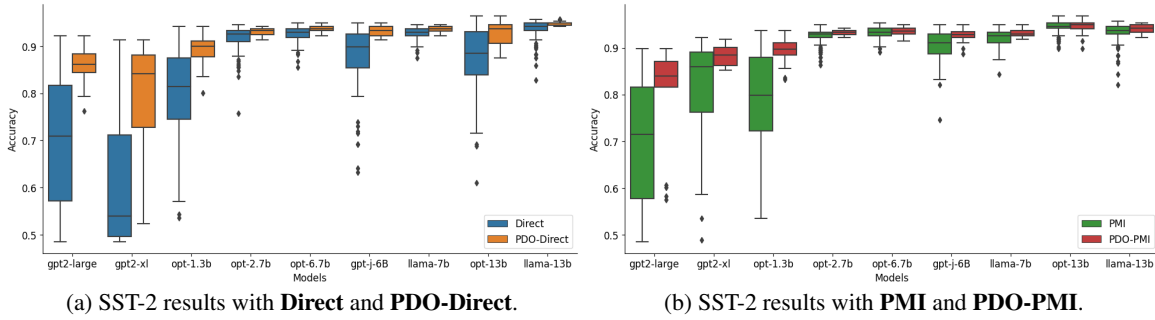 0.9
0.8
0.7
0.6
0.5
Accuracy
Direct
PDO-Direct
gpt2-large gpt2-xl opt-1.3b opt-2.7b opt-6.7b gpt-j-6B llama-7b opt-13b llama-13b
Models
(a) SST-2 results with Direct and PDO-Direct.
0.9
0.8
0.7
0.6
0.5
Accuracy
PMI
PDO-PMI
gpt2-large gpt2-xl opt-1.3b opt-2.7b opt-6.7b gpt-j-6B llama-7b opt-13b llama-13b
Models
(b) SST-2 results with PMI and PDO-PMI.